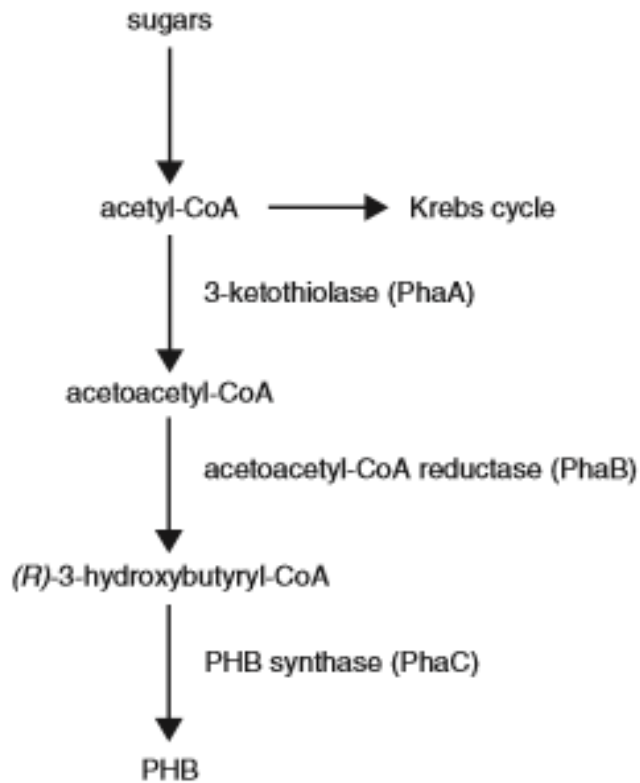 sugars
acetyl-CoA
Krebs cycle
3-ketothiolase (PhaA)
acetoacetyl-CoA
acetoacetyl-CoA reductase (PhaB)
(R)-3-hydroxybutyryl-CoA
PHB synthase (PhaC)
PHB